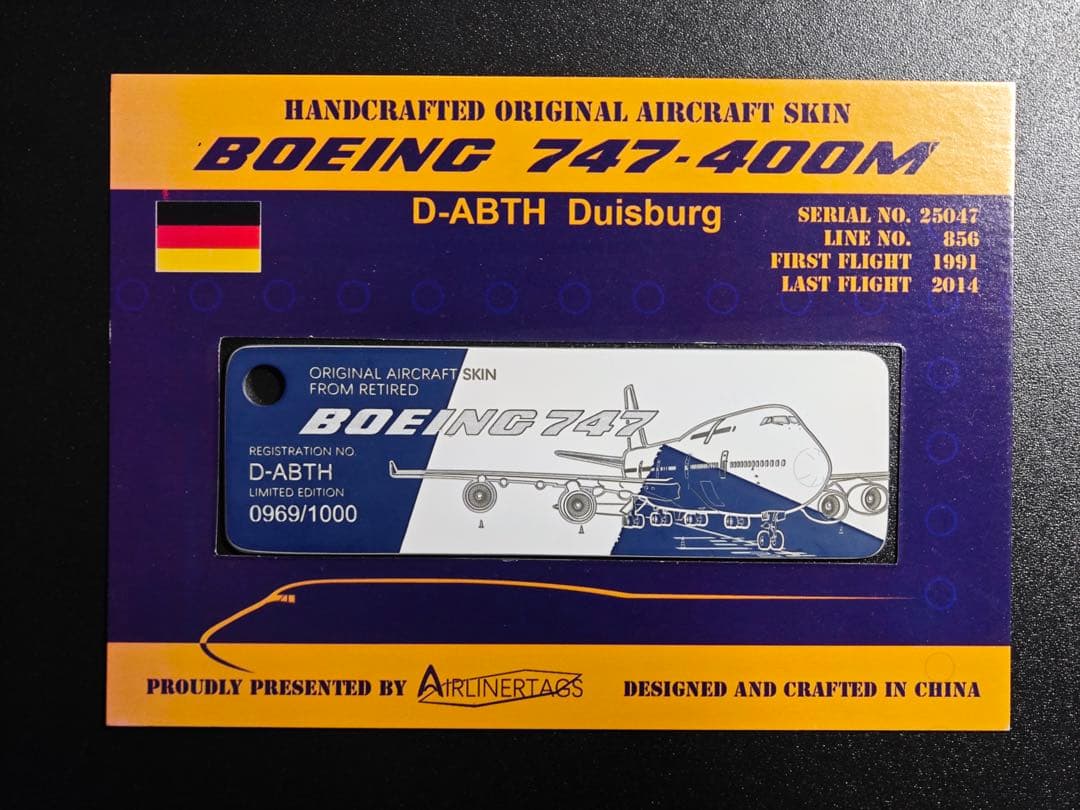 HANDCRAFTED ORIGINAL AIRCRAFT SKIN
BOEING 747-400M
D-ABTH Duisburg
SERIAL NO. 25047
LINE NO. 856
FIRST FLIGHT 1991
LAST FLIGHT 2014
ORIGINAL AIRCRAFT SKIN
FROM RETIRED
BOEING 747
REGISTRATION NO.
D-ABTH
LIMITED EDITION
0969/1000
PROUDLY PRESENTED BY AIRLINERTAGS DESIGNED AND CRAFTED IN CHINA